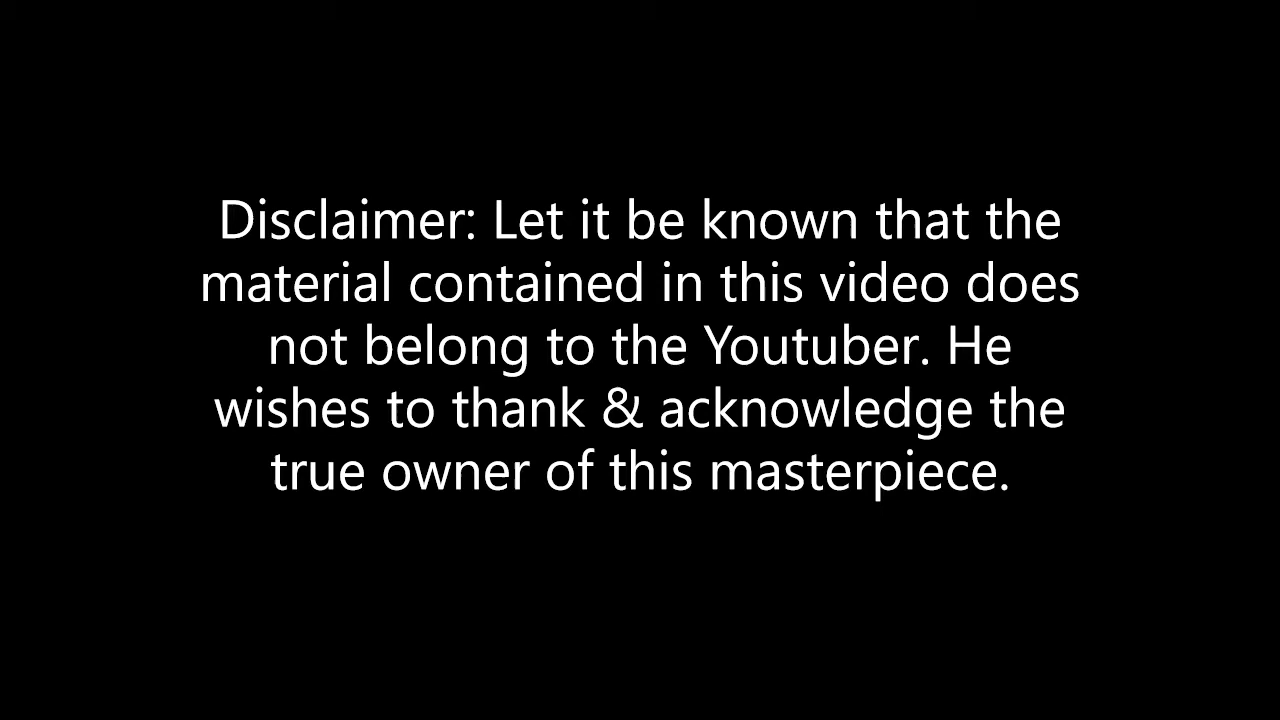 Disclaimer: Let it be known that the
material contained in this video does
not belong to the Youtuber. He
wishes to thank & acknowledge the
true owner of this masterpiece.